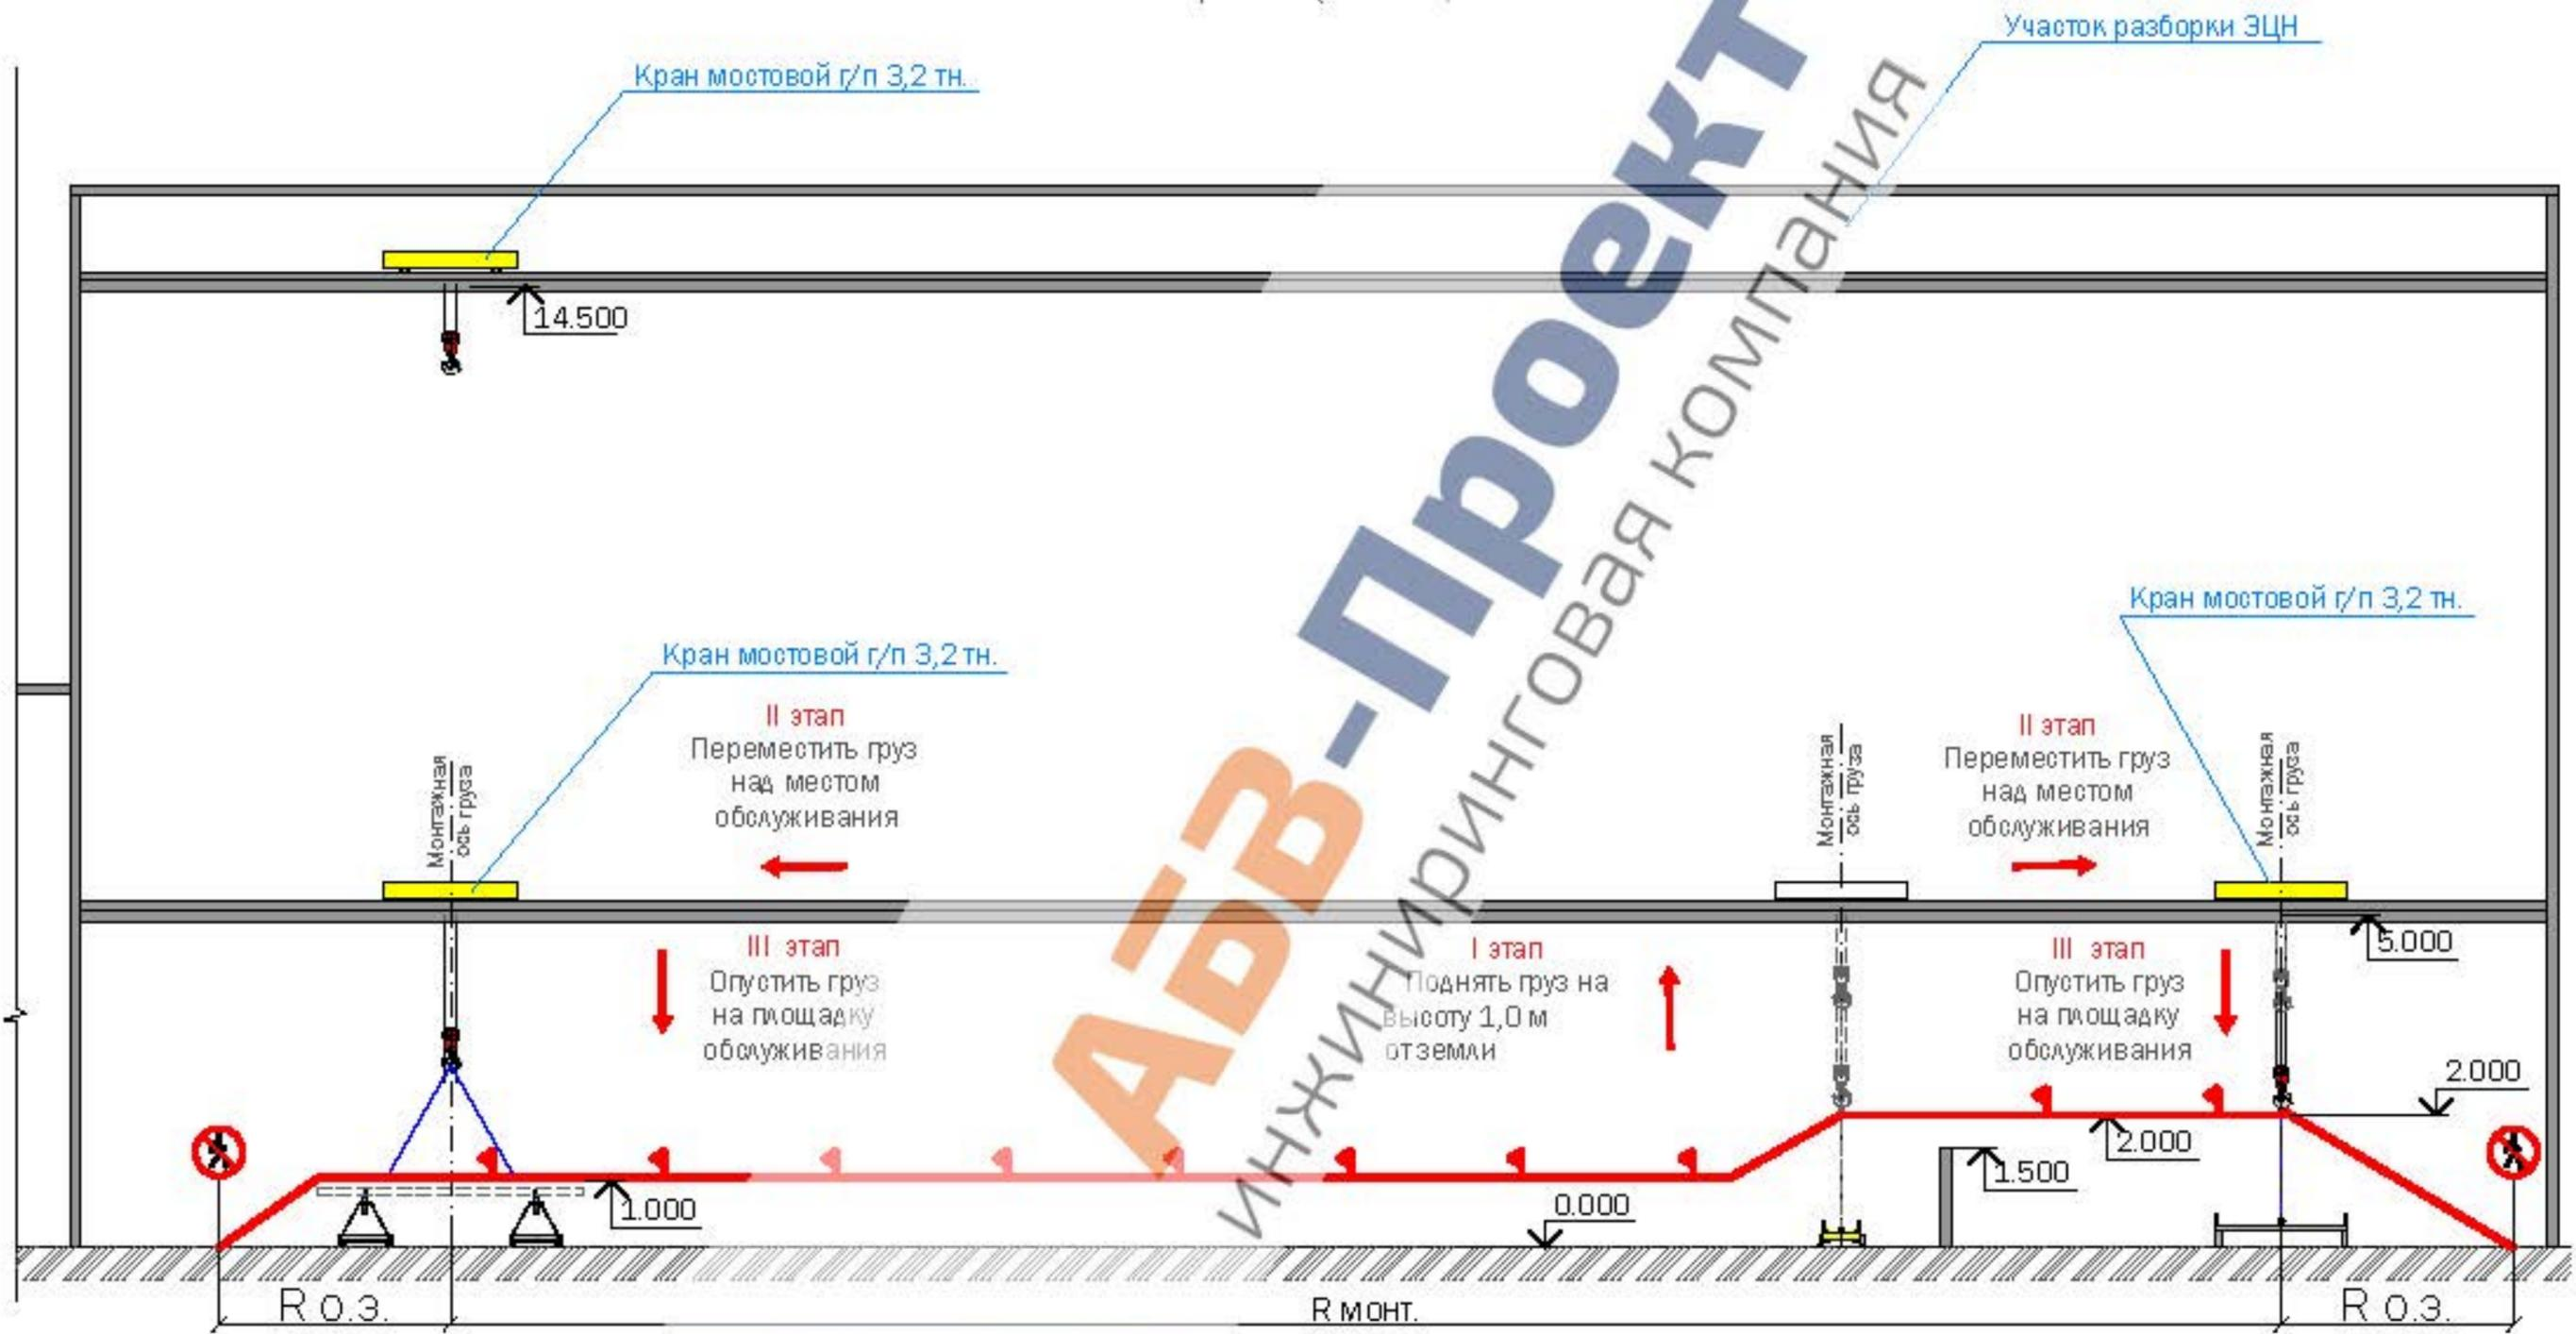 Участок разборки ЭЦН
Кран мостовой г/п 3,2 тн.
14.500
Кран мостовой г/п 3,2 тн.
Кран мостовой г/п 3,2 тн.
II этап
Переместить груз
над местом
обслуживания
II этап
Переместить груз
над местом
обслуживания
Монтажная
ось груза
Монтажная
ось груза
Монтажная
ось груза
5.000
III этап
Опустить груз
на площадку
обслуживания
I этап
Поднять груз на
высоту 1,0 м
от земли
III этап
Опустить груз
на площадку
обслуживания
2.000
2.000
1.500
1.000
0.000
R о.з.
R монт.
R о.з.
АБВ-Проект
инжиниринговая компания